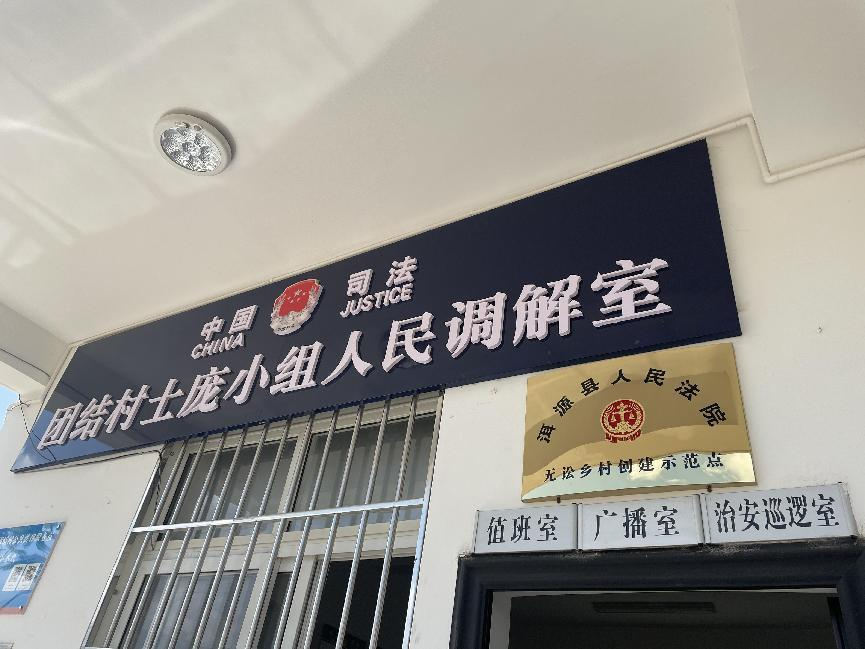 中国 司法
CHINA JUSTICE
团结村士庞小组人民调解室
洱源县人民法院
无讼乡村创建示范点
值班室
广播室
治安巡逻室